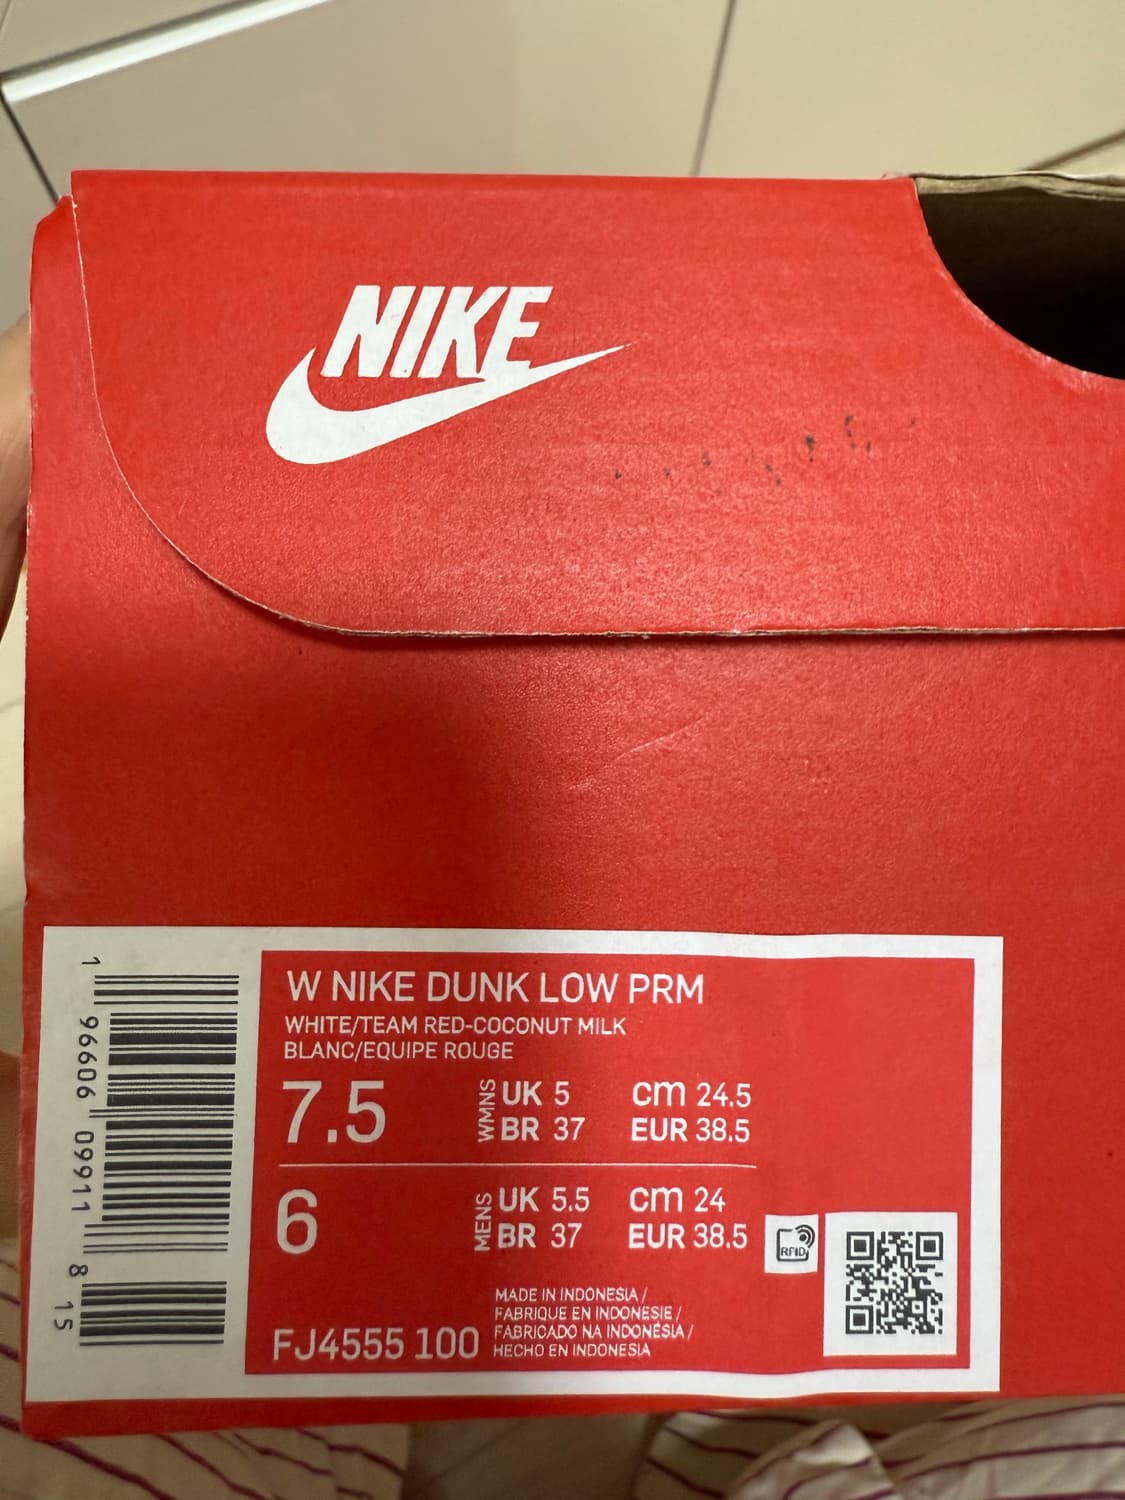 NIKE
W NIKE DUNK LOW PRM
WHITE/TEAM RED-COCONUT MILK
BLANC/EQUIPE ROUGE
7.5 WMNS UK 5 cm 24.5
BR 37 EUR 38.5
6 MENS UK 5.5 cm 24
BR 37 EUR 38.5
RFID
MADE IN INDONESIA /
FABRIQUE EN INDONESIE /
FABRICADO NA INDONÉSIA /
HECHO EN INDONESIA
FJ4555 100
1 96606 09911 8 15